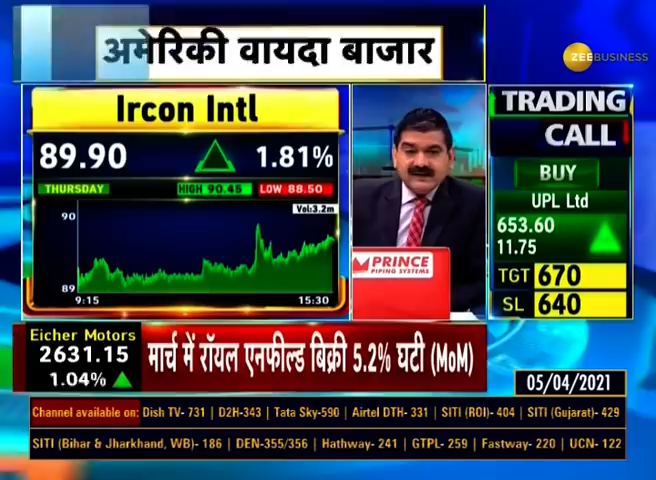 अमेरिकी वायदा बाजार
ZEEBUSINESS
Ircon Intl
89.90 1.81%
THURSDAY HIGH 90.45 LOW 88.50
Vol:3.2m
90
89
9:15 15:30
PRINCE
PIPING SYSTEMS
TRADING
CALL
BUY
UPL Ltd
653.60
11.75
TGT 670
SL 640
Eicher Motors
2631.15
1.04%
मार्च में रॉयल एनफील्ड बिक्री 5.2% घटी (MoM)
05/04/2021
Channel available on: Dish TV- 731 | D2H-343 | Tata Sky-590 | Airtel DTH- 331 | SITI (ROI)- 404 | SITI (Gujarat)- 429
SITI (Bihar & Jharkhand, WB)- 186 | DEN-355/356 | Hathway- 241 | GTPL- 259 | Fastway- 220 | UCN- 122